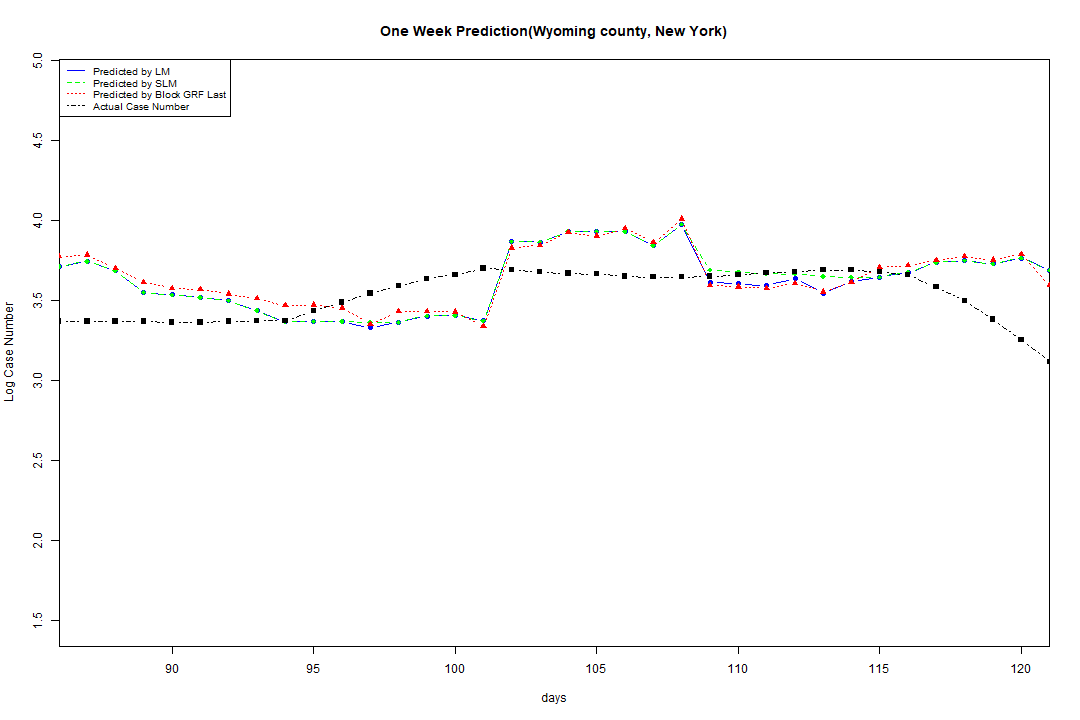 One Week Prediction(Wyoming county, New York)
Predicted by LM
Predicted by SLM
Predicted by Block GRF Last
Actual Case Number
Log Case Number
5.0
4.5
4.0
3.5
3.0
2.5
2.0
1.5
90 95 100 105 110 115 120
days